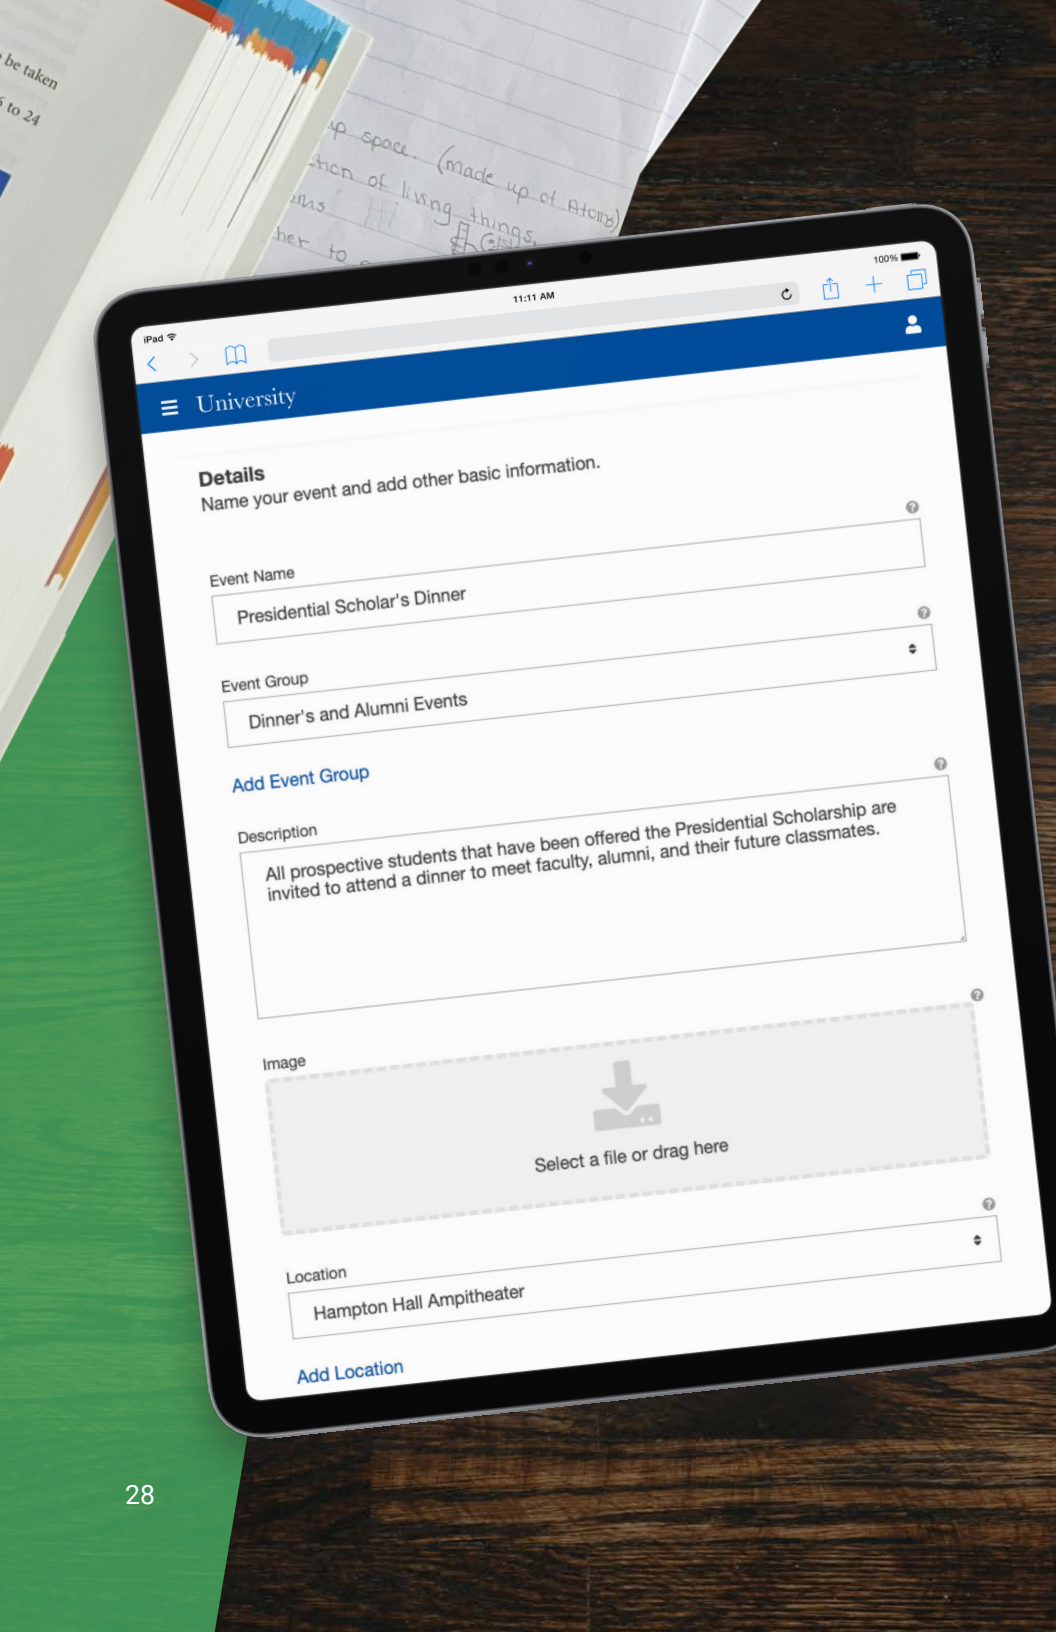 be taken
to 24
up space. (made up of Atoms)
of living things.
her to
iPad
11:11 AM
100%
University
Details
Name your event and add other basic information.
Event Name
Presidential Scholar's Dinner
Event Group
Dinner's and Alumni Events
Add Event Group
Description
All prospective students that have been offered the Presidential Scholarship are
invited to attend a dinner to meet faculty, alumni, and their future classmates.
Image
Select a file or drag here
Location
Hampton Hall Ampitheater
Add Location
28